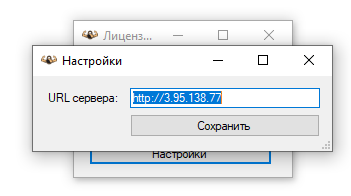 Лиценз...
Настройки
URL сервера:
http://3.95.138.77
Сохранить
Настройки